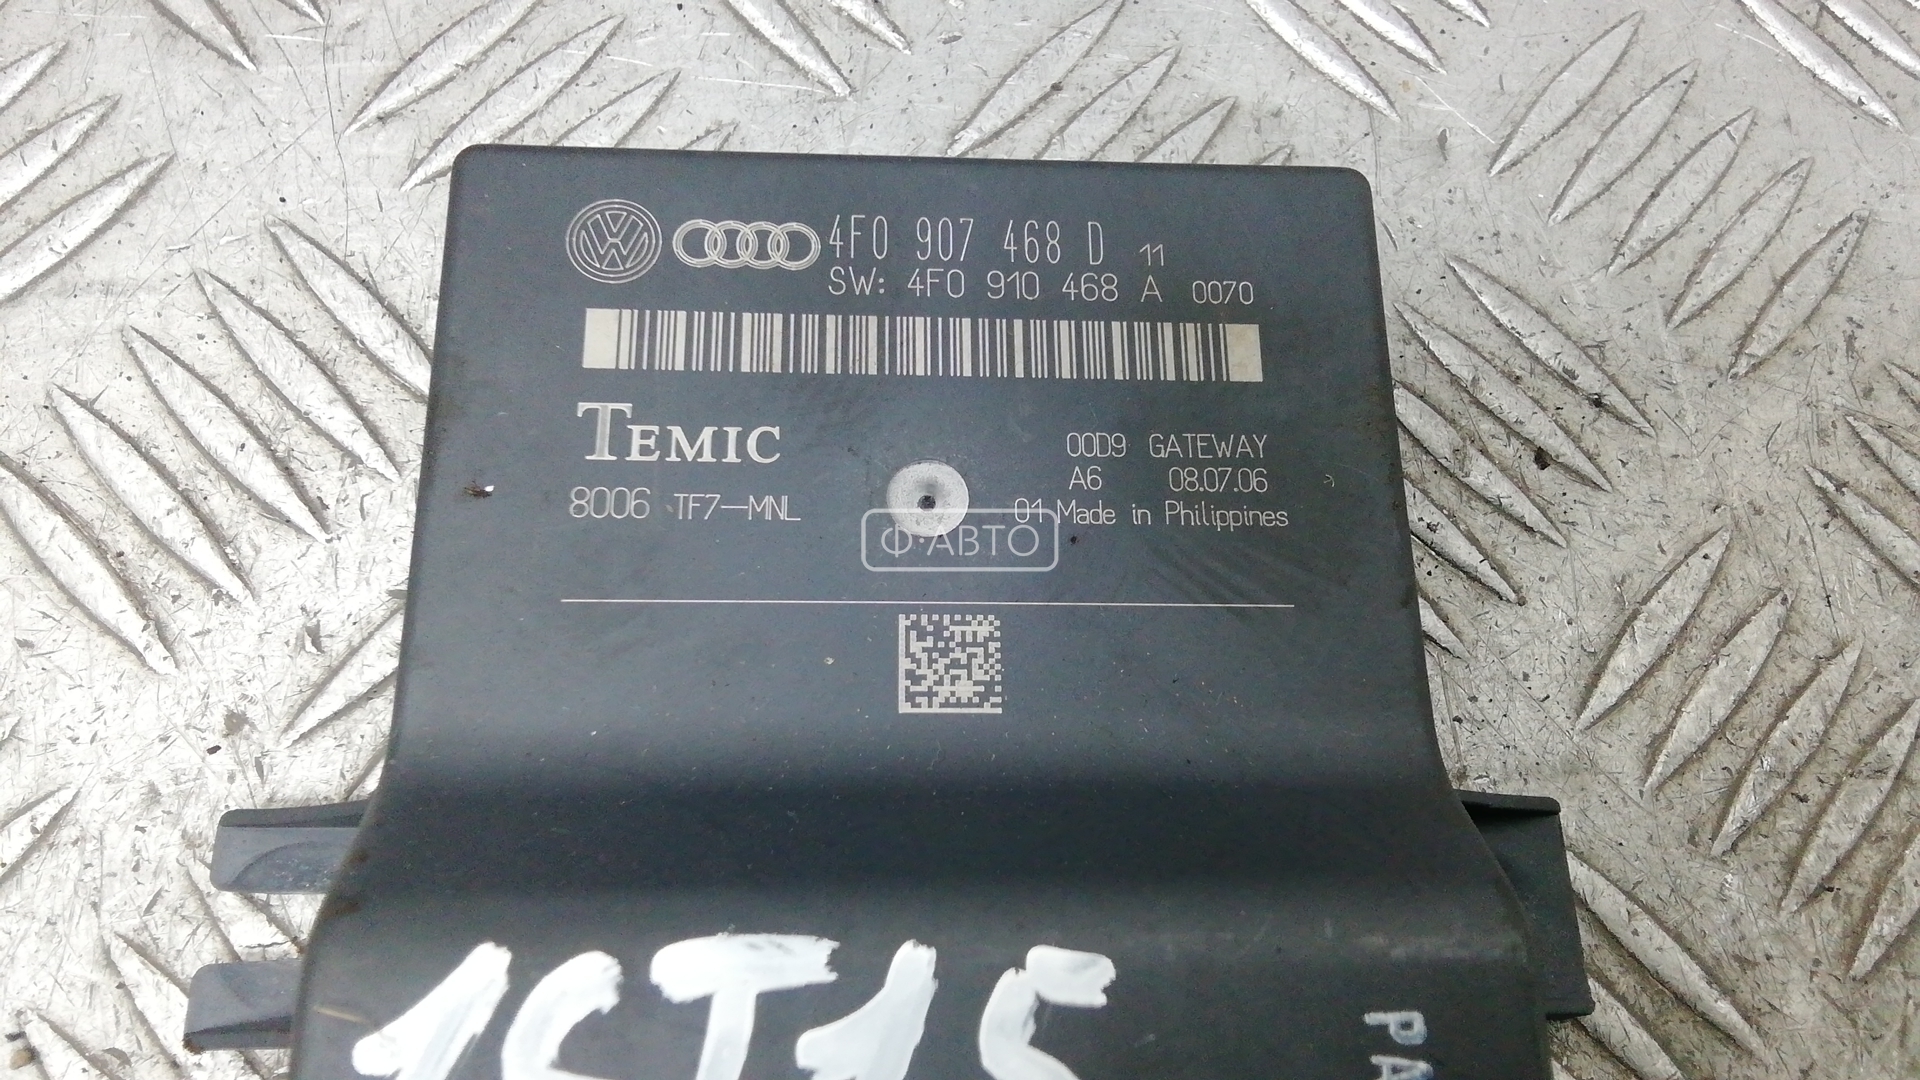 4F0 907 468 D 11
SW: 4F0 910 468 A 0070
TEMIC
00D9 GATEWAY
A6 08.07.06
8006 TF7-MNL
01 Made in Philippines
Ф·АВТО
PA